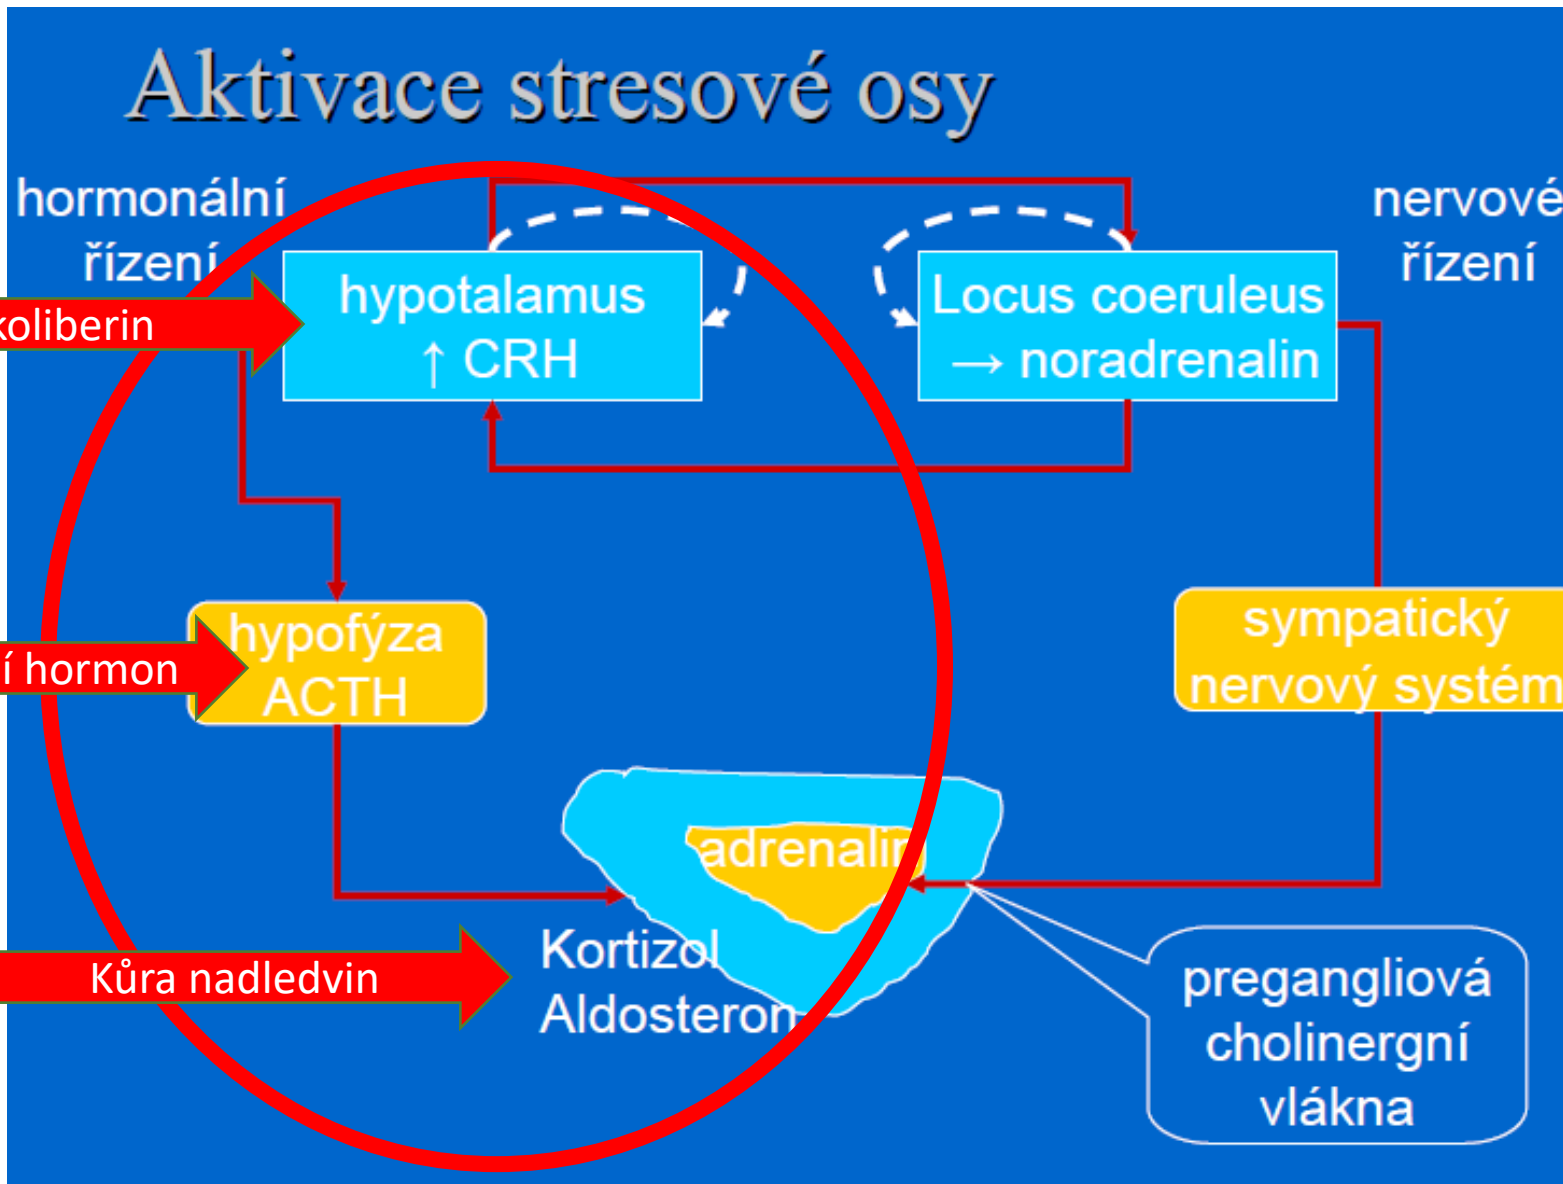 Aktivace stresové osy
hormonální
řízení
nervové
řízení
koliberin
hypotalamus
↑ CRH
Locus coeruleus
→ noradrenalin
í hormon
hypofýza
ACTH
sympatický
nervový systém
adrenalin
Kůra nadledvin
Kortizol
Aldosteron
pregangliová
cholinergní
vlákna